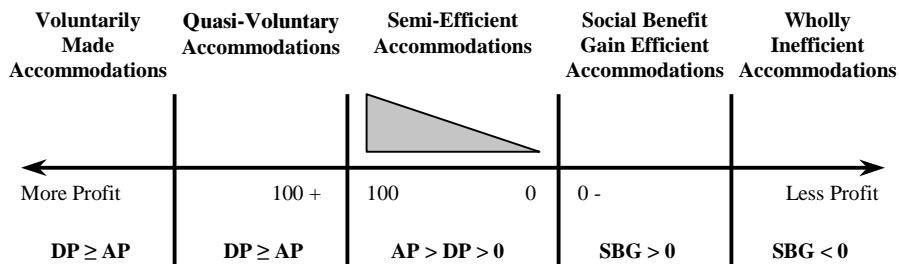 Voluntarily Made Accommodations
Quasi-Voluntary Accommodations
Semi-Efficient Accommodations
Social Benefit Gain Efficient Accommodations
Wholly Inefficient Accommodations
More Profit
100 +
100
0
0 -
Less Profit
DP ≥ AP
DP ≥ AP
AP > DP > 0
SBG > 0
SBG < 0